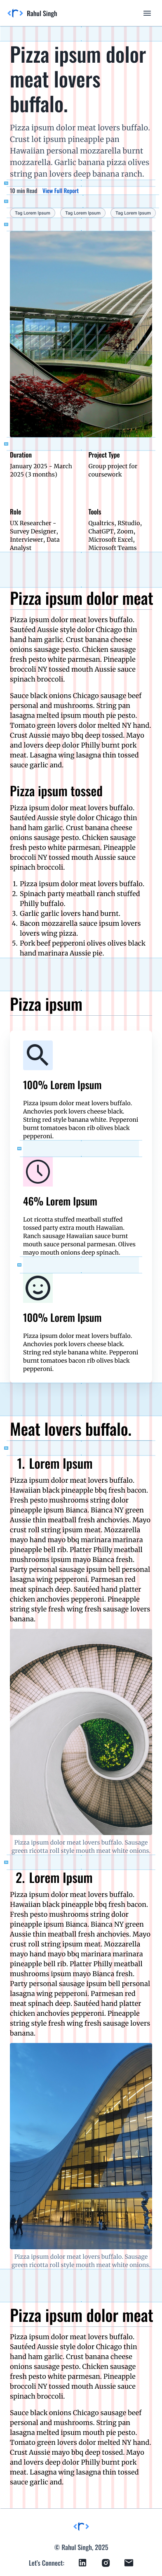 ‹r› Rahul Singh
Pizza ipsum dolor
meat lovers
buffalo.
Pizza ipsum dolor meat lovers buffalo.
Crust lot ipsum pineapple pan
Hawaiian personal mozzarella burnt
mozzarella. Garlic banana pizza olives
string pan lovers deep banana ranch.
10 min Read View Full Report
Tag Lorem ipsum Tag Lorem ipsum Tag Lorem ipsum
Duration Project Type
January 2025 - March Group project for
2025 (3 months) coursework
Role Tools
UX Researcher - Qualtrics, RStudio,
Survey Designer, ChatGPT, Zoom,
Interviewer, Data Microsoft Excel,
Analyst Microsoft Teams
Pizza ipsum dolor meat
Pizza ipsum dolor meat lovers buffalo.
Sautéed Aussie style dolor Chicago thin
hand ham garlic. Crust banana cheese
onions sausage pesto. Chicken sausage
fresh pesto white parmesan. Pineapple
broccoli NY tossed mouth Aussie sauce
spinach broccoli.
Sauce black onions Chicago sausage beef
personal and mushrooms. String pan
lasagna melted ipsum mouth pie pesto.
Tomato green lovers dolor melted NY hand.
Crust Aussie mayo bbq deep tossed. Mayo
and lovers deep dolor Philly burnt pork
meat. Lasagna wing lasagna thin tossed
sauce garlic and.
Pizza ipsum tossed
Pizza ipsum dolor meat lovers buffalo.
Sautéed Aussie style dolor Chicago thin
hand ham garlic. Crust banana cheese
onions sausage pesto. Chicken sausage
fresh pesto white parmesan. Pineapple
broccoli NY tossed mouth Aussie sauce
spinach broccoli.
1. Pizza ipsum dolor meat lovers buffalo.
2. Spinach party meatball ranch stuffed
Philly buffalo.
3. Garlic garlic lovers hand burnt.
4. Bacon mozzarella sauce ipsum lovers
lovers wing pizza.
5. Pork beef pepperoni olives olives black
hand marinara Aussie pie.
Pizza ipsum
100% Lorem Ipsum
Pizza ipsum dolor meat lovers buffalo.
Anchovies pork lovers cheese black.
String red style banana white. Pepperoni
burnt tomatoes bacon rib olives black
pepperoni.
46% Lorem Ipsum
Lot ricotta stuffed meatball stuffed
tossed party extra mouth Hawaiian.
Ranch sausage Hawaiian sauce burnt
mouth sauce personal parmesan. Olives
mayo mouth onions deep spinach.
100% Lorem Ipsum
Pizza ipsum dolor meat lovers buffalo.
Anchovies pork lovers cheese black.
String red style banana white. Pepperoni
burnt tomatoes bacon rib olives black
pepperoni.
Meat lovers buffalo.
1. Lorem Ipsum
Pizza ipsum dolor meat lovers buffalo.
Hawaiian black pineapple bbq fresh bacon.
Fresh pesto mushrooms string dolor
pineapple ipsum Bianca. Bianca NY green
Aussie thin meatball fresh anchovies. Mayo
crust roll string ipsum meat. Mozzarella
mayo hand mayo bbq marinara marinara
pineapple bell rib. Platter Philly meatball
mushrooms ipsum mayo Bianca fresh.
Party personal sausage ipsum bell personal
lasagna wing pepperoni. Parmesan red
meat spinach deep. Sautéed hand platter
chicken anchovies pepperoni. Pineapple
string style fresh wing fresh sausage lovers
banana.
Pizza ipsum dolor meat lovers buffalo. Sausage
green ricotta roll style mouth meat white onions.
2. Lorem Ipsum
Pizza ipsum dolor meat lovers buffalo.
Hawaiian black pineapple bbq fresh bacon.
Fresh pesto mushrooms string dolor
pineapple ipsum Bianca. Bianca NY green
Aussie thin meatball fresh anchovies. Mayo
crust roll string ipsum meat. Mozzarella
mayo hand mayo bbq marinara marinara
pineapple bell rib. Platter Philly meatball
mushrooms ipsum mayo Bianca fresh.
Party personal sausage ipsum bell personal
lasagna wing pepperoni. Parmesan red
meat spinach deep. Sautéed hand platter
chicken anchovies pepperoni. Pineapple
string style fresh wing fresh sausage lovers
banana.
Pizza ipsum dolor meat lovers buffalo. Sausage
green ricotta roll style mouth meat white onions.
Pizza ipsum dolor meat
Pizza ipsum dolor meat lovers buffalo.
Sautéed Aussie style dolor Chicago thin
hand ham garlic. Crust banana cheese
onions sausage pesto. Chicken sausage
fresh pesto white parmesan. Pineapple
broccoli NY tossed mouth Aussie sauce
spinach broccoli.
Sauce black onions Chicago sausage beef
personal and mushrooms. String pan
lasagna melted ipsum mouth pie pesto.
Tomato green lovers dolor melted NY hand.
Crust Aussie mayo bbq deep tossed. Mayo
and lovers deep dolor Philly burnt pork
meat. Lasagna wing lasagna thin tossed
sauce garlic and.
‹r›
© Rahul Singh, 2025
Let's Connect: